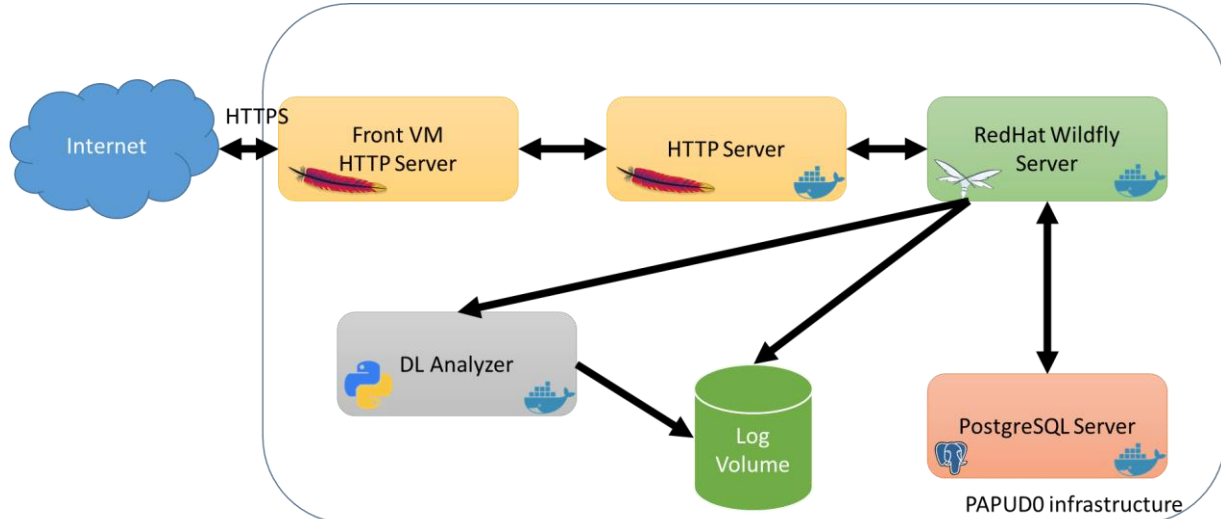 Internet
HTTPS
Front VM
HTTP Server
HTTP Server
RedHat Wildfly
Server
DL Analyzer
Log
Volume
PostgreSQL Server
PAPUD0 infrastructure